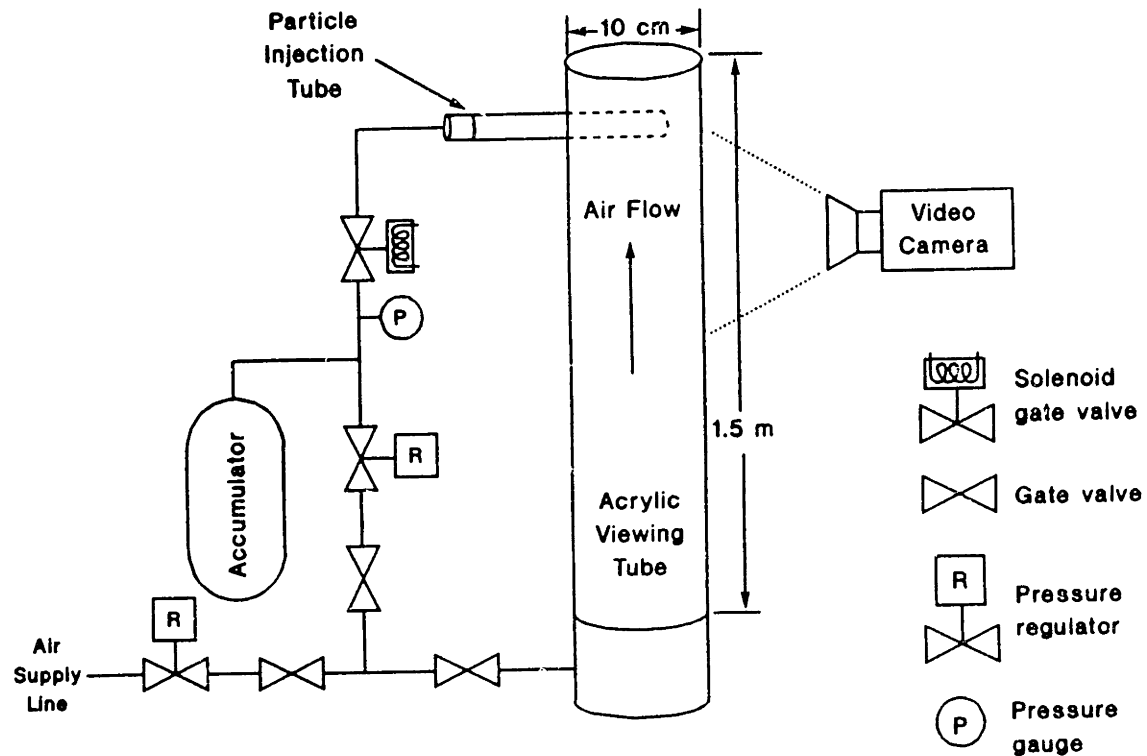 Particle
Injection
Tube
10 cm
Air Flow
Video
Camera
P
Accumulator
R
1.5 m
Acrylic
Viewing
Tube
R
Air
Supply
Line
Solenoid
gate valve
Gate valve
R
Pressure
regulator
P
Pressure
gauge